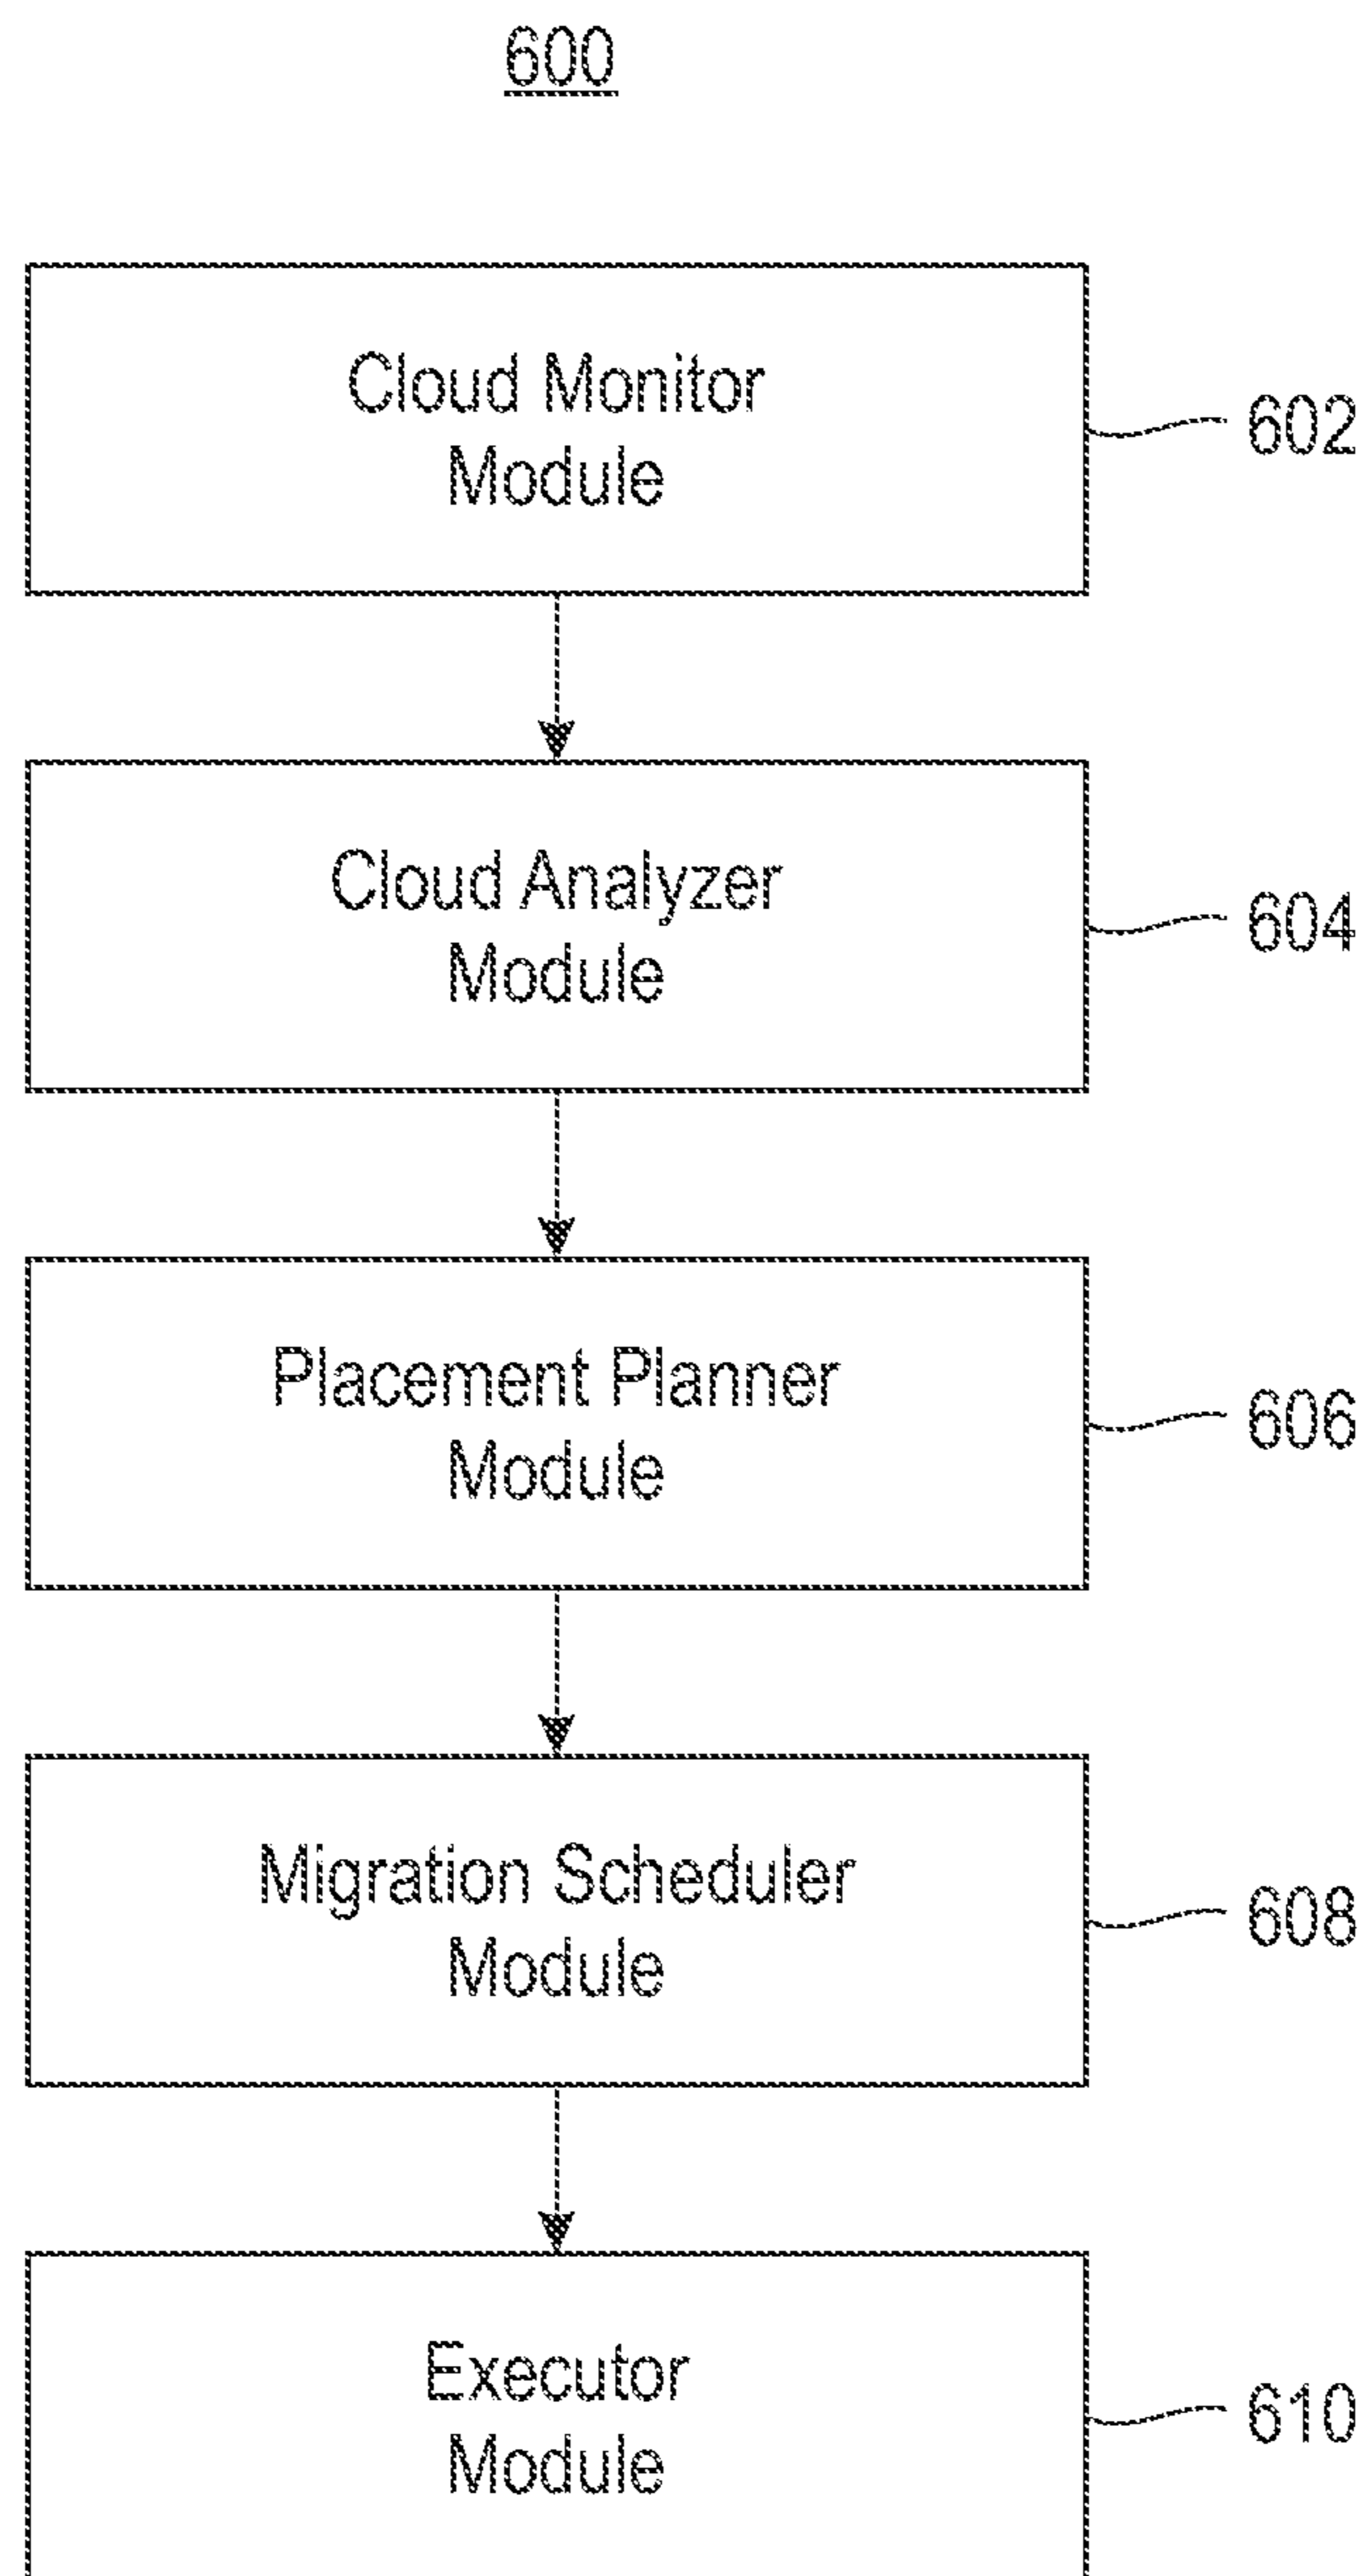 600
Cloud Monitor
Module
602
Cloud Analyzer
Module
604
Placement Planner
Module
606
Migration Scheduler
Module
608
Executor
Module
610